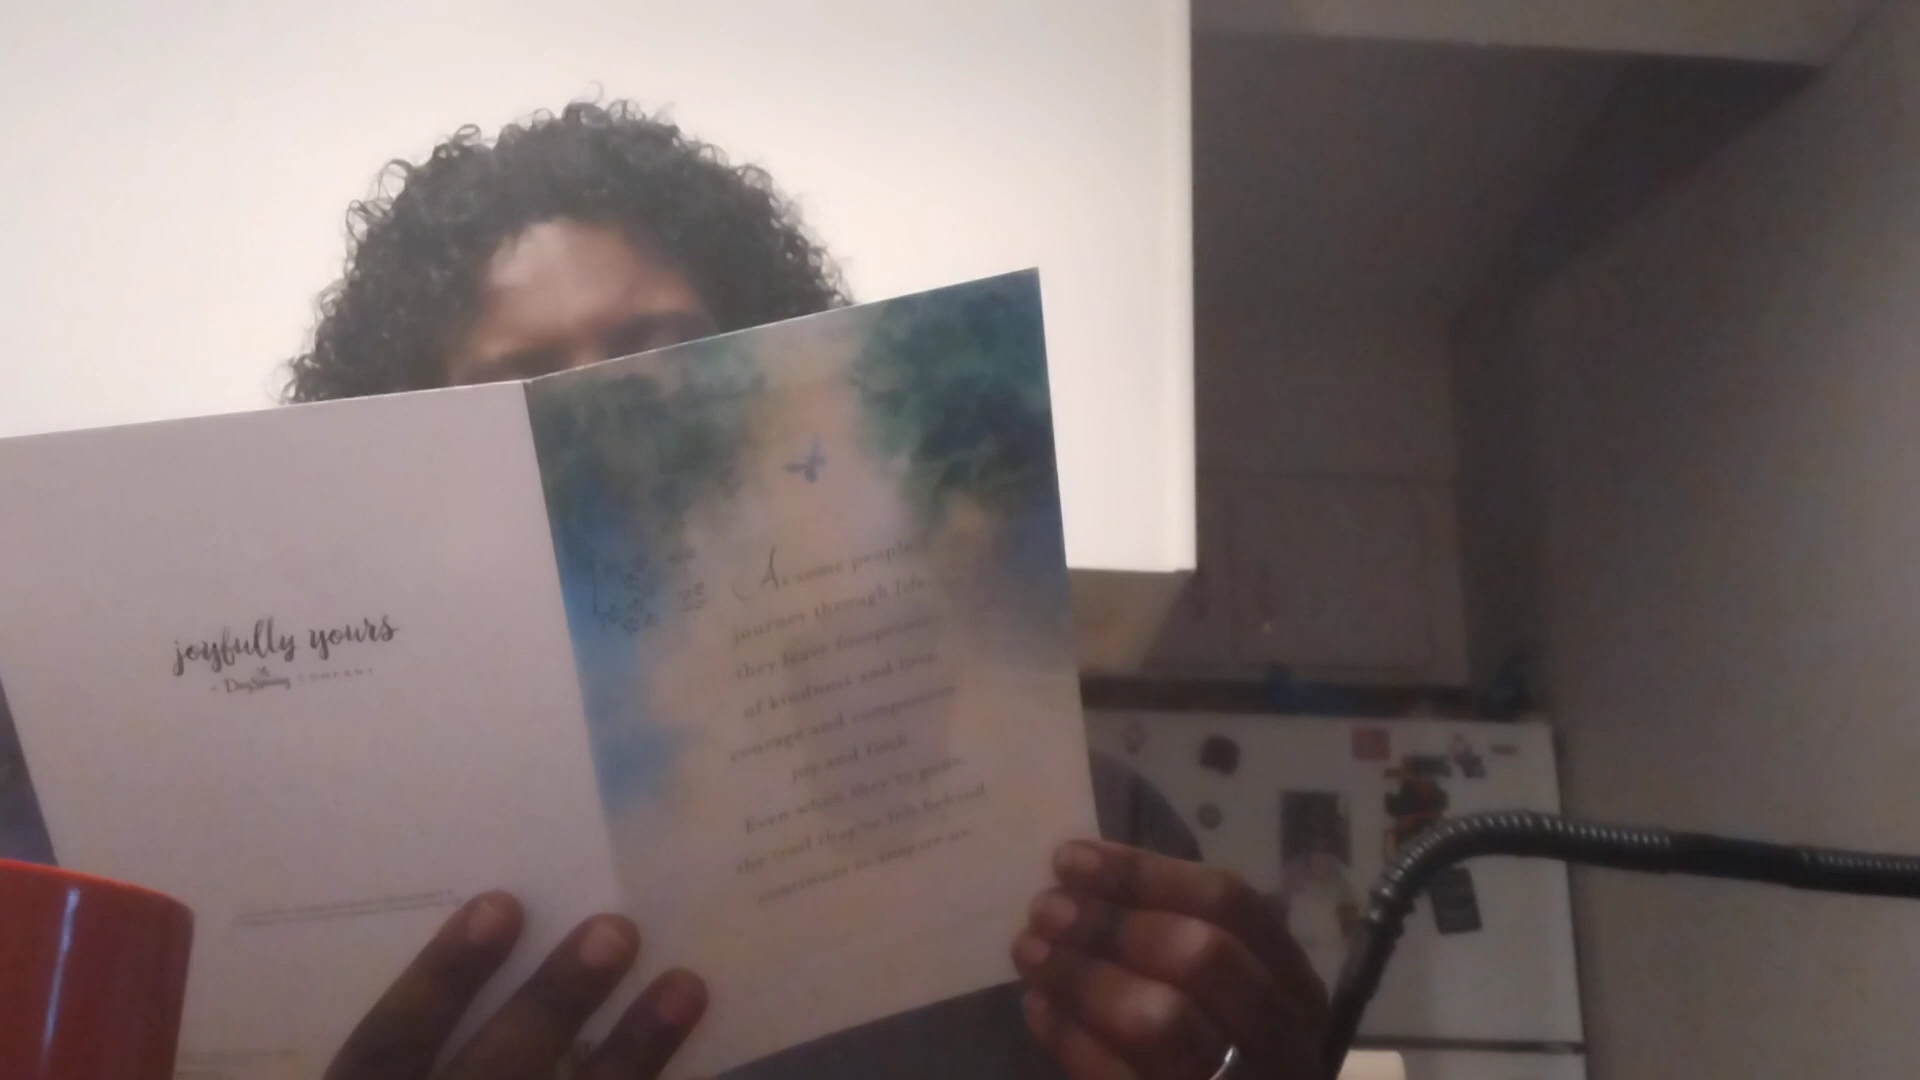 joyfully yours
A DaySpring COMPANY
As some people
journey through life,
they leave footprints
of kindness and love,
courage and compassion,
joy and faith.
Even when they're gone,
the trail they've left behind
continues to inspire us.